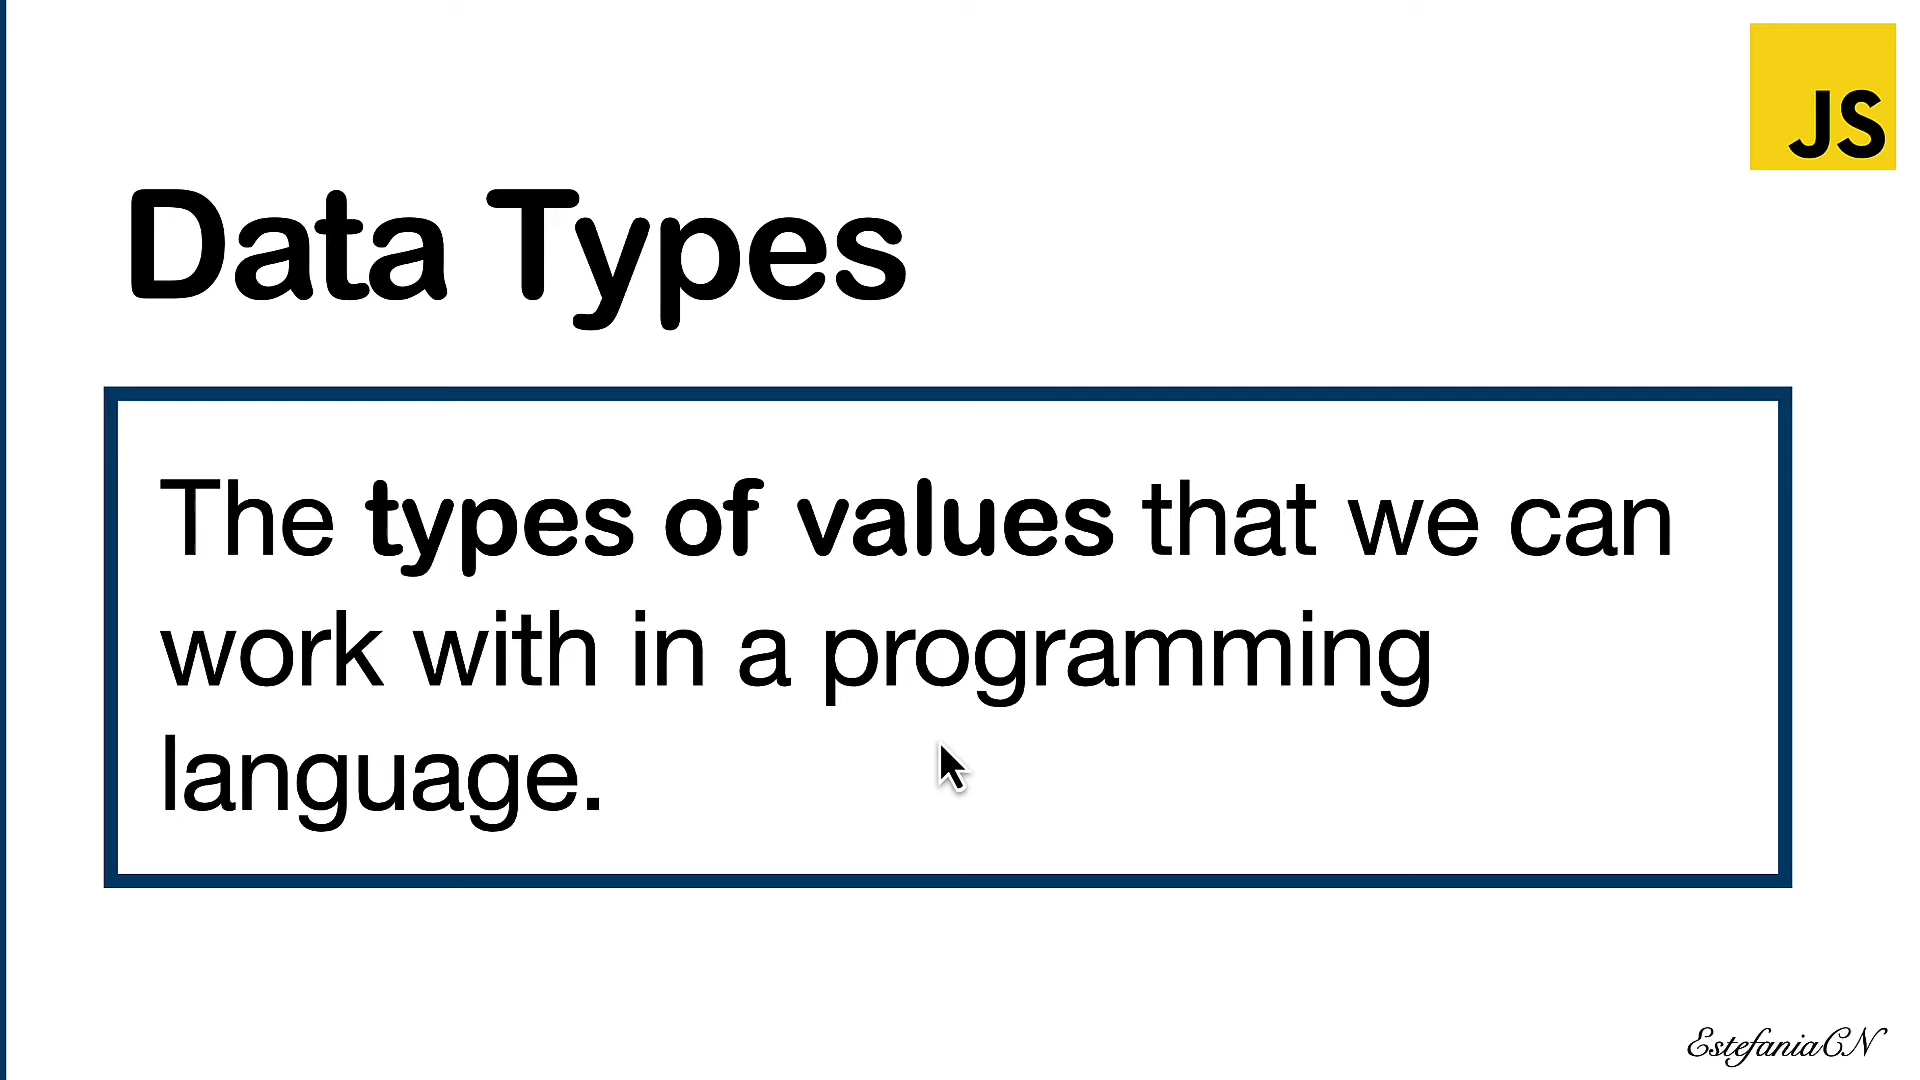 JS
Data Types
The types of values that we can
work with in a programming
language.
EstefaniaCN